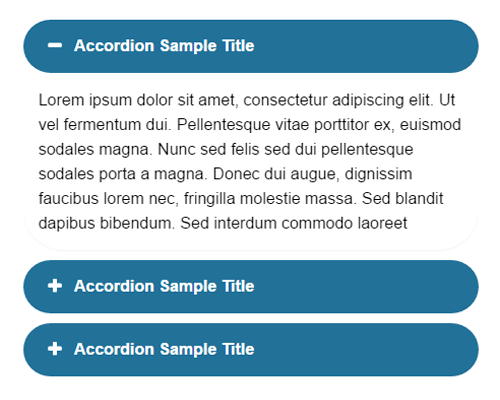 Accordion Sample Title
Lorem ipsum dolor sit amet, consectetur adipiscing elit. Ut
vel fermentum dui. Pellentesque vitae porttitor ex, euismod
sodales magna. Nunc sed felis sed dui pellentesque
sodales porta a magna. Donec dui augue, dignissim
faucibus lorem nec, fringilla molestie massa. Sed blandit
dapibus bibendum. Sed interdum commodo laoreet
Accordion Sample Title
Accordion Sample Title